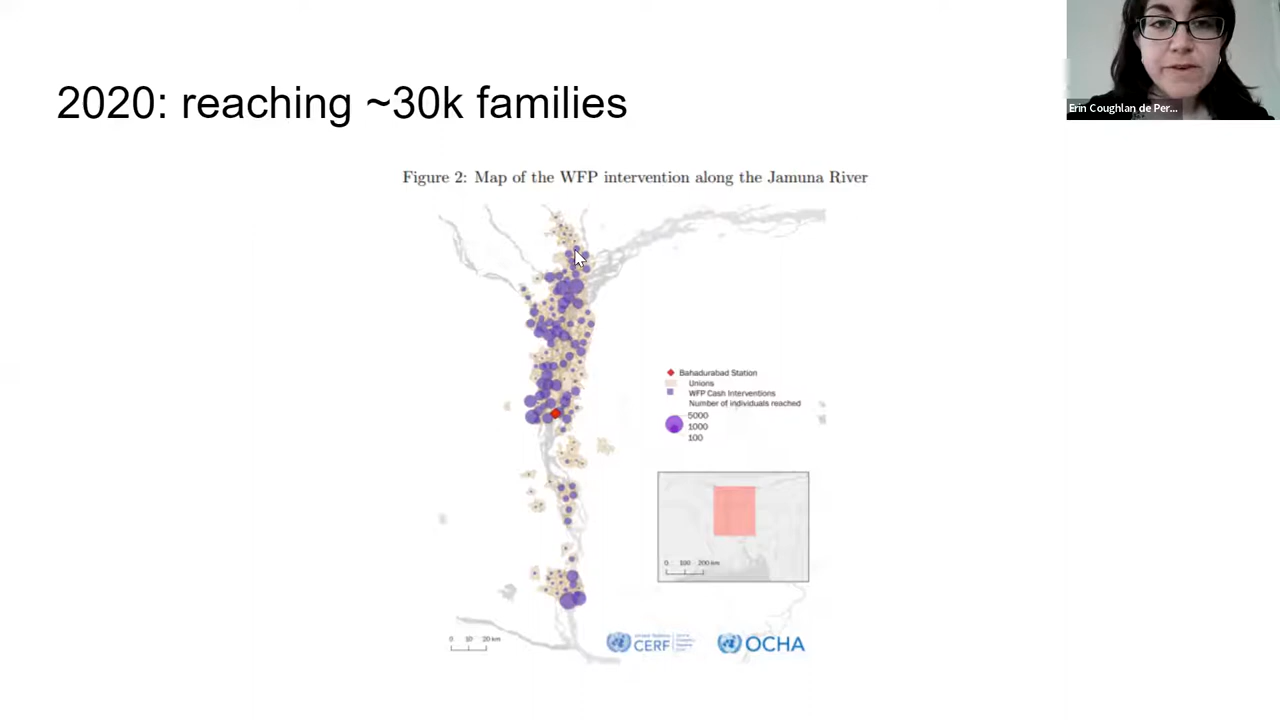 2020: reaching ~30k families
Erin Coughlan de Per...
Figure 2: Map of the WFP intervention along the Jamuna River
Bahadurabad Station
Unions
WFP Cash Interventions
Number of individuals reached
5000
1000
100
0 100 200 km
0 10 20 km
CERF
OCHA